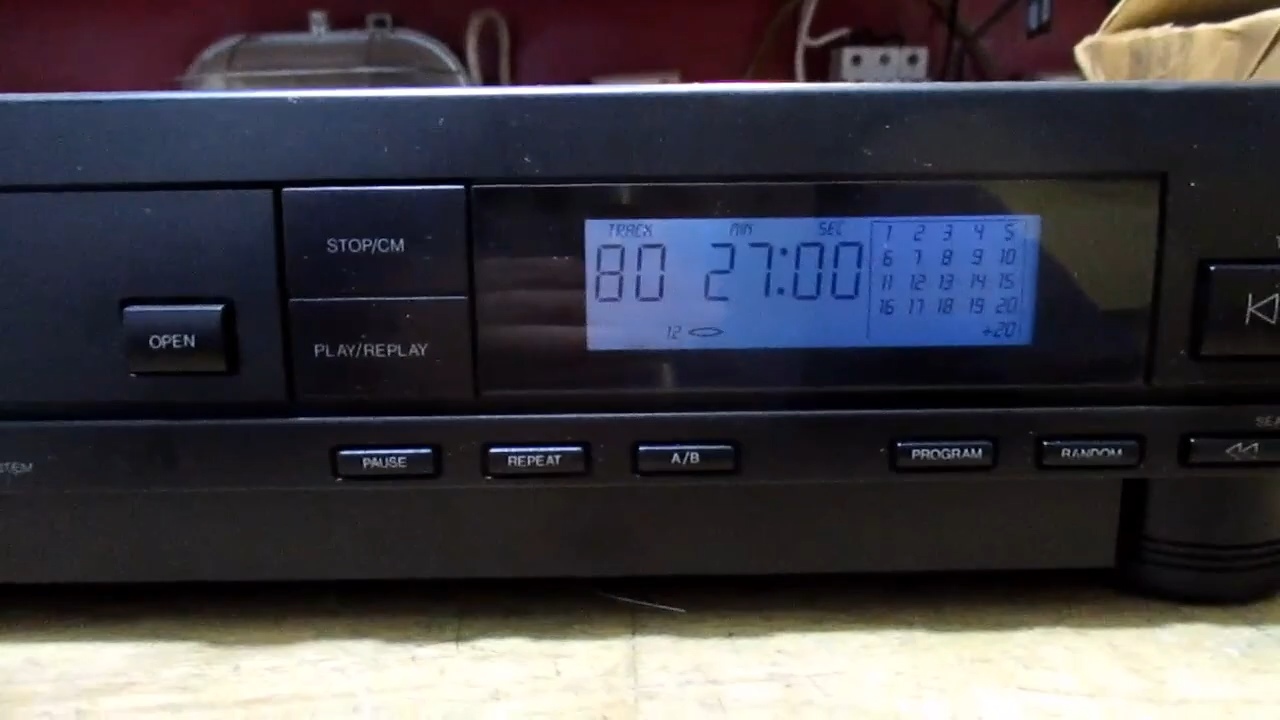 TRACK MIN SEC
80 27:00
12
1 2 3 4 5
6 7 8 9 10
11 12 13 14 15
16 17 18 19 20
+20
STOP/CM
OPEN
PLAY/REPLAY
PAUSE
REPEAT
A/B
PROGRAM
RANDOM